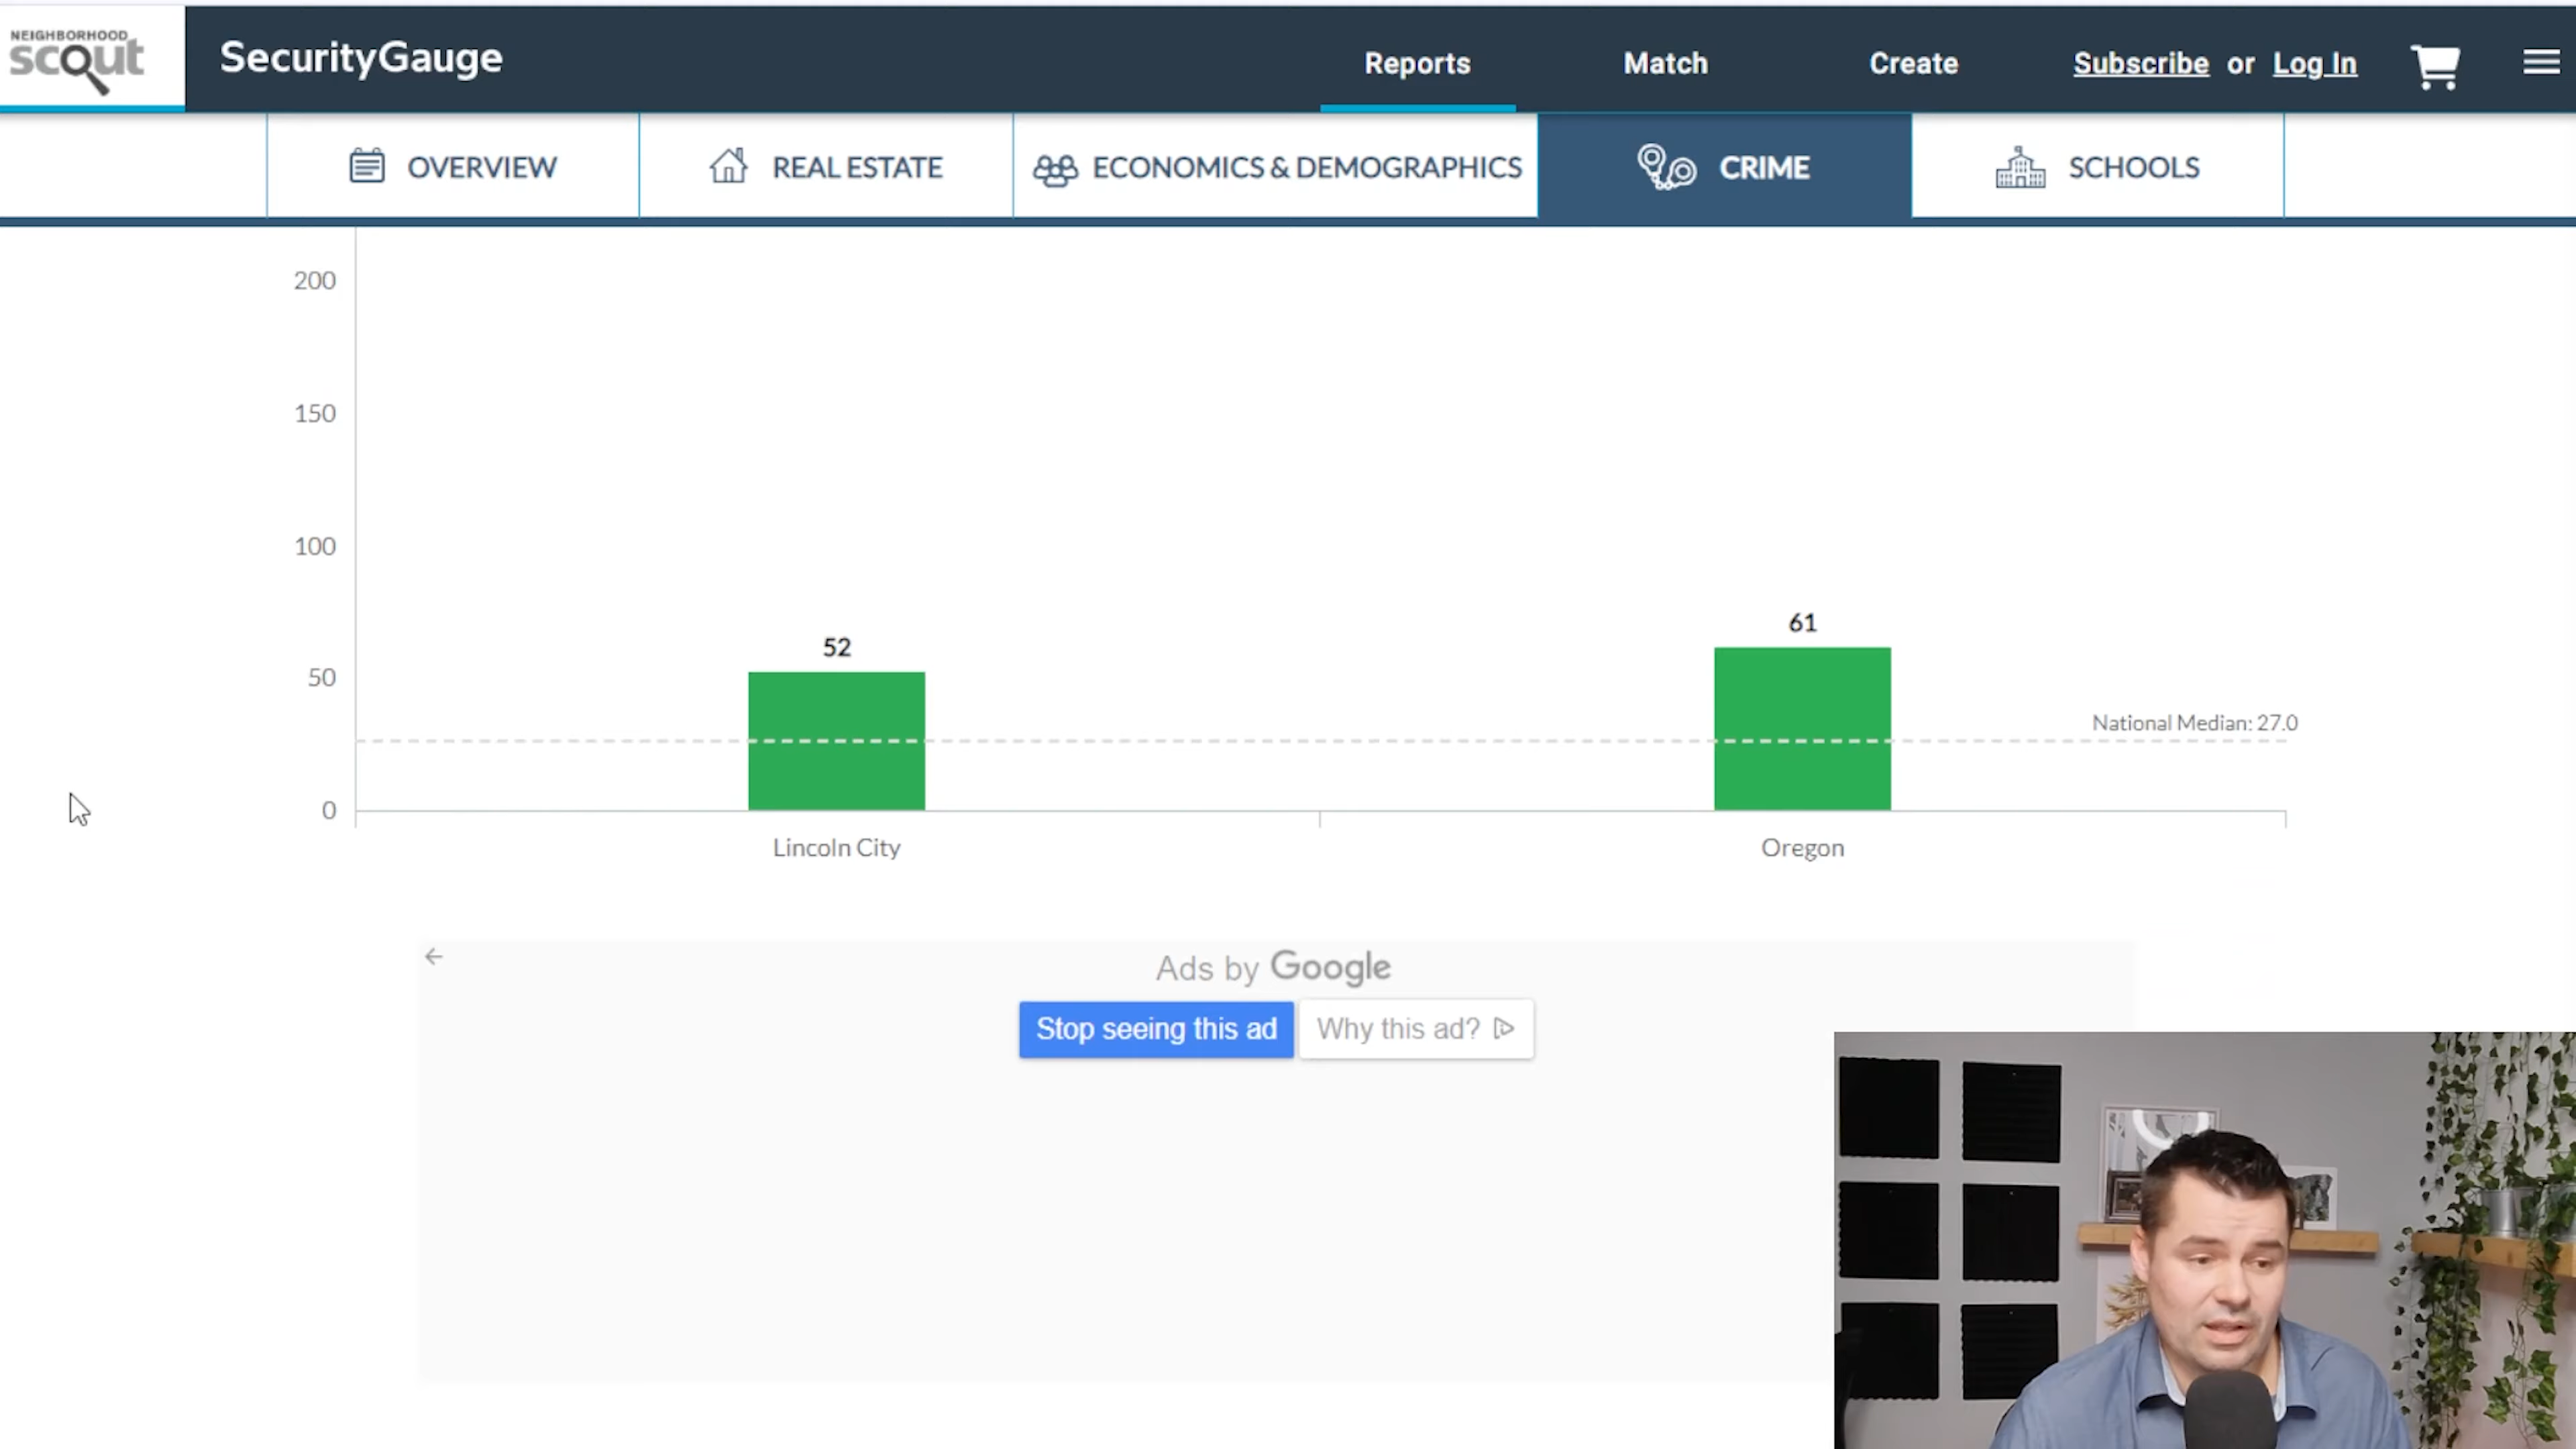 NEIGHBORHOOD
scout
SecurityGauge
Reports
Match
Create
Subscribe or Log In
OVERVIEW
REAL ESTATE
ECONOMICS & DEMOGRAPHICS
CRIME
SCHOOLS
200
150
100
50
0
52
61
National Median: 27.0
Lincoln City
Oregon
Ads by Google
Stop seeing this ad
Why this ad?